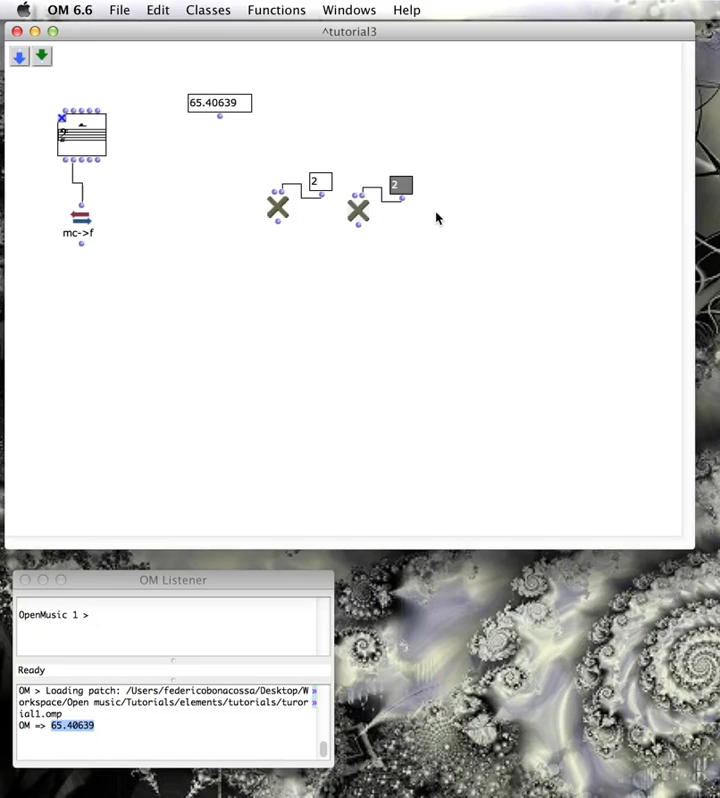 OM 6.6 File Edit Classes Functions Windows Help
^tutorial3
65.40639
2
2
mc->f
OM Listener
OpenMusic 1 >
Ready
OM > Loading patch: /Users/federicobonacossa/Desktop/W
orkspace/Open music/Tutorials/elements/tutorials/turor
ial1.omp
OM => 65.40639